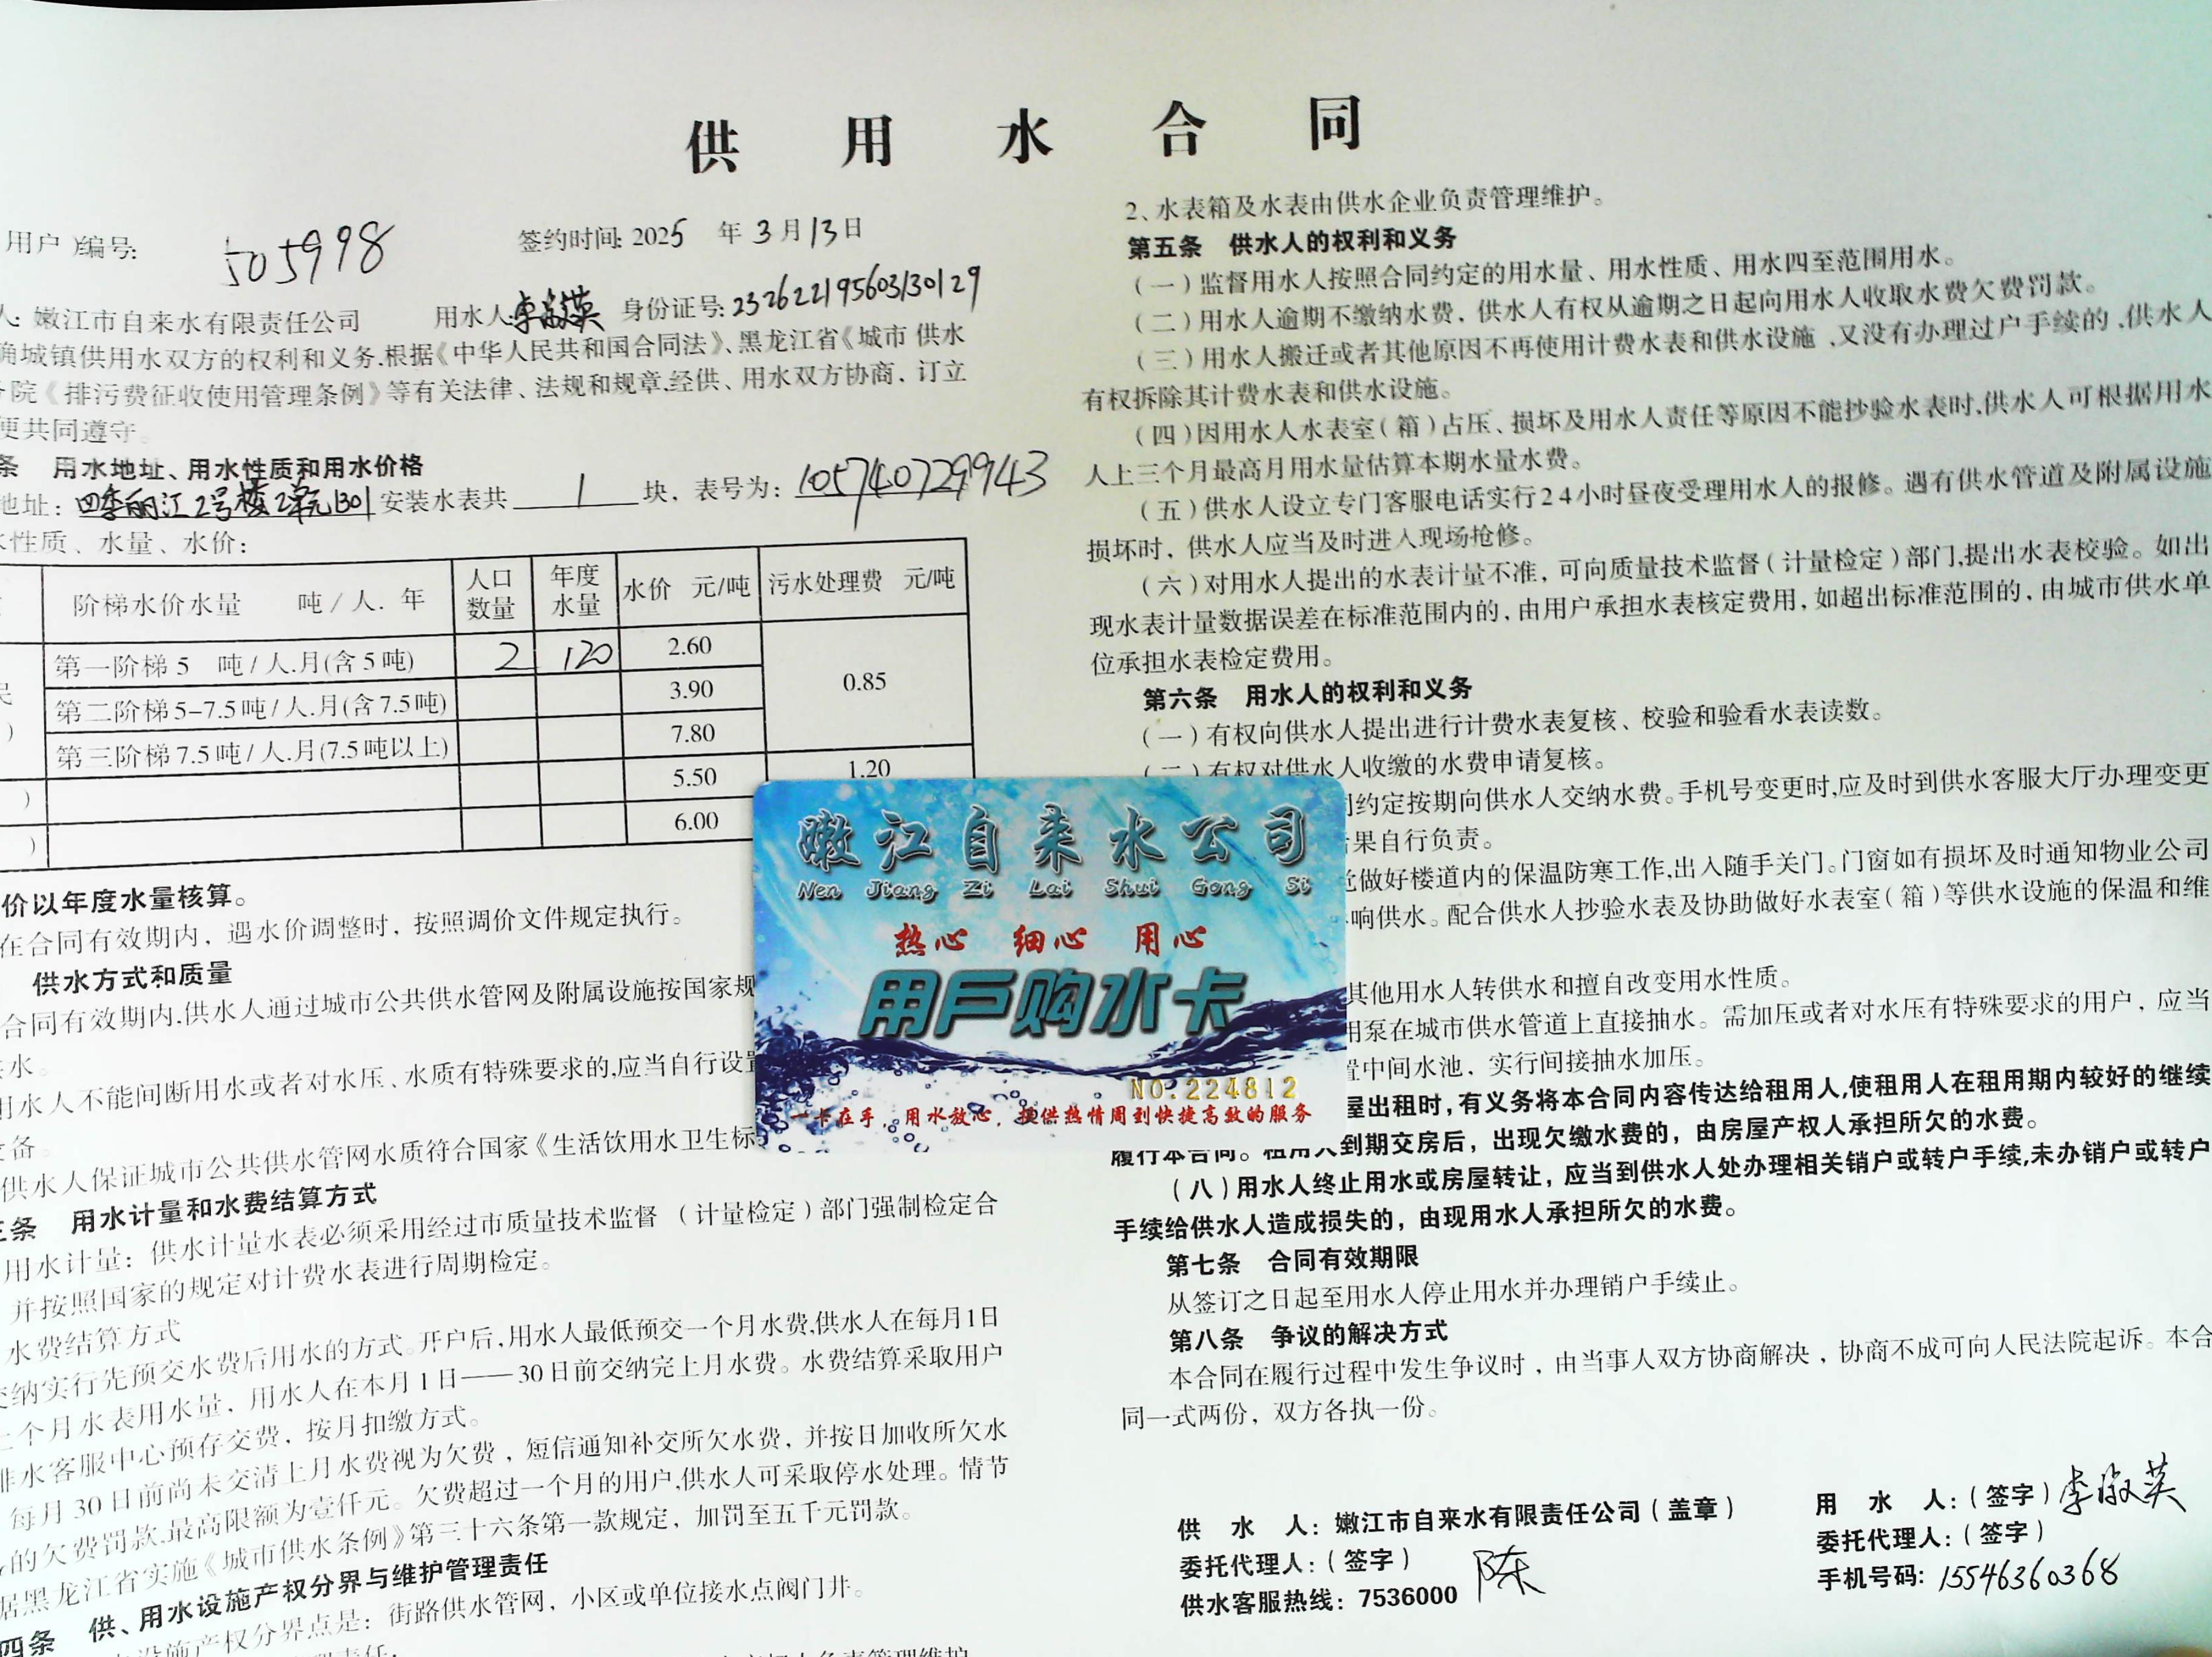 供用水合同
用户)编号: 505998
签约时间: 2025年3月13日
人: 嫩江市自来水有限责任公司 用水人:李淑英 身份证号:232622195603130129
确城镇供用水双方的权利和义务.根据《中华人民共和国合同法》、黑龙江省《城市 供水
院《排污费征收使用管理条例》等有关法律、法规和规章.经供、用水双方协商，订立
便共同遵守。
条 用水地址、用水性质和用水价格
地址: 四季丽江2号楼2单元1301 安装水表共 1 块，表号为: 105740729943
水性质、水量、水价:
阶梯水价水量 吨/人.年 人口数量 年度水量 水价 元/吨 污水处理费 元/吨
第一阶梯5 吨/人.月(含5吨) 2 120 2.60 0.85
第二阶梯5-7.5吨/人.月(含7.5吨) 3.90
第三阶梯7.5吨/人.月(7.5吨以上) 7.80
) 5.50 1.20
) 6.00
价以年度水量核算。
在合同有效期内，遇水价调整时，按照调价文件规定执行。
供水方式和质量
合同有效期内.供水人通过城市公共供水管网及附属设施按国家规
水。
用水人不能间断用水或者对水压、水质有特殊要求的,应当自行设置
备。
供水人保证城市公共供水管网水质符合国家《生活饮用水卫生标
三条 用水计量和水费结算方式
用水计量: 供水计量水表必须采用经过市质量技术监督 (计量检定)部门强制检定合
并按照国家的规定对计费水表进行周期检定。
水费结算方式
交纳实行先预交水费后用水的方式。开户后,用水人最低预交一个月水费,供水人在每月1日
个月水表用水量，用水人在本月1日——30日前交纳完上月水费。水费结算采取用户
排水客服中心预存交费，按月扣缴方式。
每月30日前尚未交清上月水费视为欠费，短信通知补交所欠水费，并按日加收所欠水
的欠费罚款.最高限额为壹仟元。欠费超过一个月的用户,供水人可采取停水处理。情节
据黑龙江省实施《城市供水条例》第三十六条第一款规定，加罚至五千元罚款。
四条 供、用水设施产权分界与维护管理责任
设施产权分界点是: 街路供水管网，小区或单位接水点阀门井。
2、水表箱及水表由供水企业负责管理维护。
第五条 供水人的权利和义务
(一)监督用水人按照合同约定的用水量、用水性质、用水四至范围用水。
(二)用水人逾期不缴纳水费，供水人有权从逾期之日起向用水人收取水费欠费罚款。
(三)用水人搬迁或者其他原因不再使用计费水表和供水设施，又没有办理过户手续的，供水人
有权拆除其计费水表和供水设施。
(四)因用水人水表室(箱)占压、损坏及用水人责任等原因不能抄验水表时,供水人可根据用水
人上三个月最高月用水量估算本期水量水费。
(五)供水人设立专门客服电话实行24小时昼夜受理用水人的报修。遇有供水管道及附属设施
损坏时，供水人应当及时进入现场抢修。
(六)对用水人提出的水表计量不准，可向质量技术监督(计量检定)部门,提出水表校验。如出
现水表计量数据误差在标准范围内的，由用户承担水表核定费用，如超出标准范围的，由城市供水单
位承担水表检定费用。
第六条 用水人的权利和义务
(一)有权向供水人提出进行计费水表复核、校验和验看水表读数。
(二)有权对供水人收缴的水费申请复核。
约定按期向供水人交纳水费。手机号变更时,应及时到供水客服大厅办理变更
果自行负责。
做好楼道内的保温防寒工作,出入随手关门。门窗如有损坏及时通知物业公司
响供水。配合供水人抄验水表及协助做好水表室(箱)等供水设施的保温和维
其他用水人转供水和擅自改变用水性质。
用泵在城市供水管道上直接抽水。需加压或者对水压有特殊要求的用户，应当
置中间水池，实行间接抽水加压。
屋出租时,有义务将本合同内容传达给租用人,使租用人在租用期内较好的继续
履行本合同。租用人到期交房后，出现欠缴水费的，由房屋产权人承担所欠的水费。
(八)用水人终止用水或房屋转让，应当到供水人处办理相关销户或转户手续,未办销户或转户
手续给供水人造成损失的，由现用水人承担所欠的水费。
第七条 合同有效期限
从签订之日起至用水人停止用水并办理销户手续止。
第八条 争议的解决方式
本合同在履行过程中发生争议时，由当事人双方协商解决，协商不成可向人民法院起诉。本合
同一式两份，双方各执一份。
供水人: 嫩江市自来水有限责任公司(盖章)
委托代理人:(签字) 陈
供水客服热线: 7536000
用水人:(签字) 李淑英
委托代理人:(签字)
手机号码: 15546360368
嫩江自来水公司
Nen Jiang Zi Lai Shui Gong Si
热心 细心 用心
用户购水卡
NO.224812
一卡在手，用水放心，提供热情周到快捷高效的服务